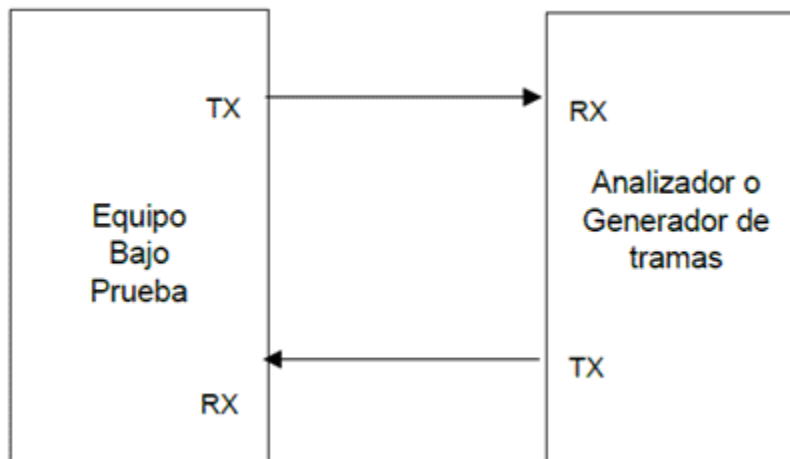 TX
RX
Equipo
Bajo
Prueba
Analizador o
Generador de
tramas
RX
TX